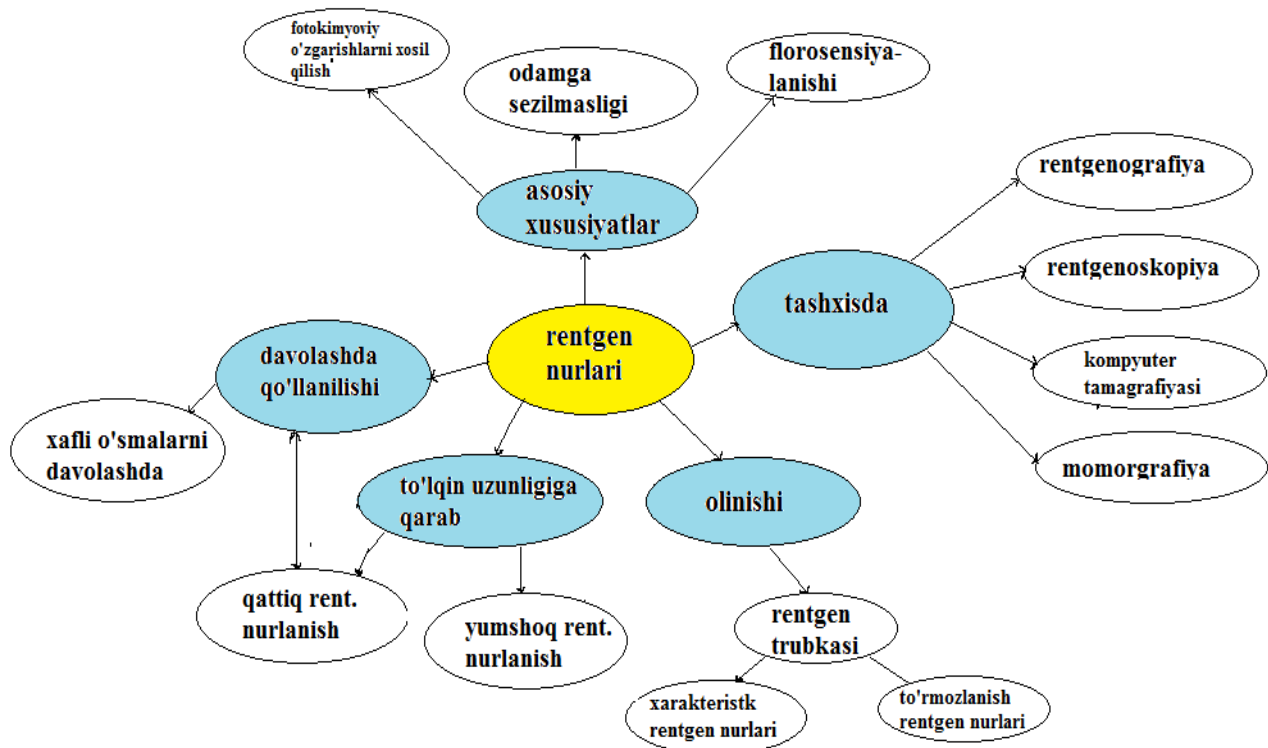 fotokimyoviy
o'zgarishlarni xosil
qilish'
odamga
sezilmasligi
florosensiya-
lanishi
asosiy
xususiyatlar
rentgenografiya
rentgenoskopiya
tashxisda
rentgen
nurlari
davolashda
qo'llanilishi
kompyuter
tamagrafiyasi
xafli o'smalarni
davolashda
momorgrafiya
to'lqin uzunligiga
qarab
olinishi
qattiq rent.
nurlanish
yumshoq rent.
nurlanish
rentgen
trubkasi
xarakteristk
rentgen nurlari
to'rmozlanish
rentgen nurlari